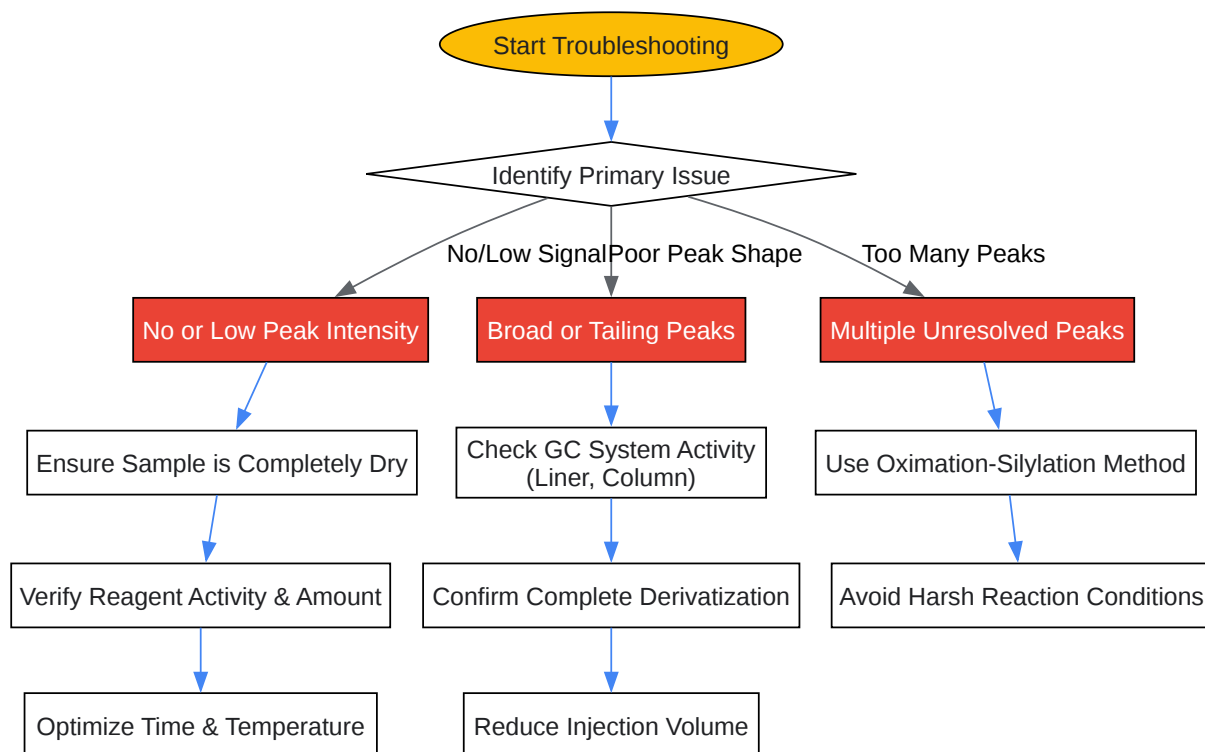 Start Troubleshooting
Identify Primary Issue
No/Low Signal
Poor Peak Shape
Too Many Peaks
No or Low Peak Intensity
Broad or Tailing Peaks
Multiple Unresolved Peaks
Ensure Sample is Completely Dry
Check GC System Activity
(Liner, Column)
Use Oximation-Silylation Method
Verify Reagent Activity & Amount
Confirm Complete Derivatization
Avoid Harsh Reaction Conditions
Optimize Time & Temperature
Reduce Injection Volume